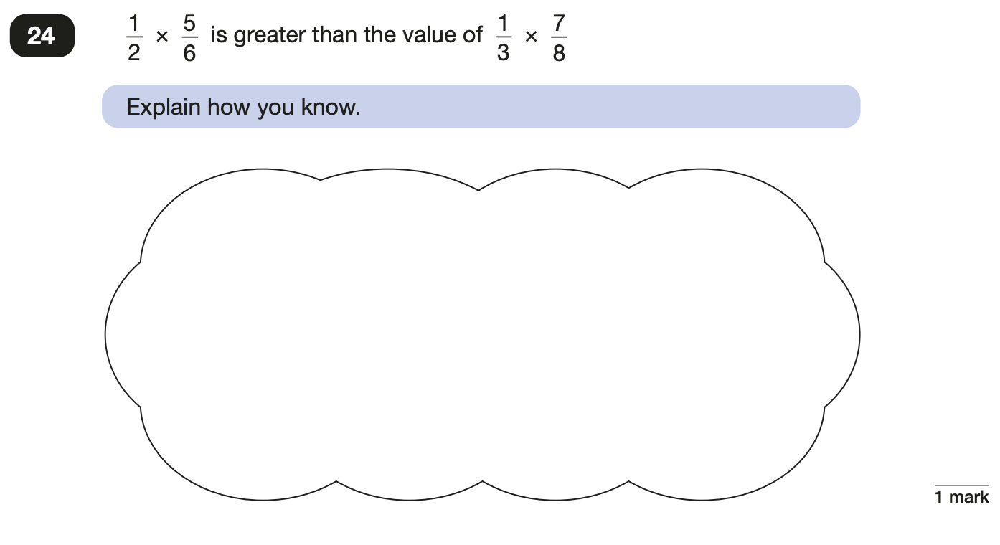 24
1/2 × 5/6 is greater than the value of 1/3 × 7/8
Explain how you know.
1 mark